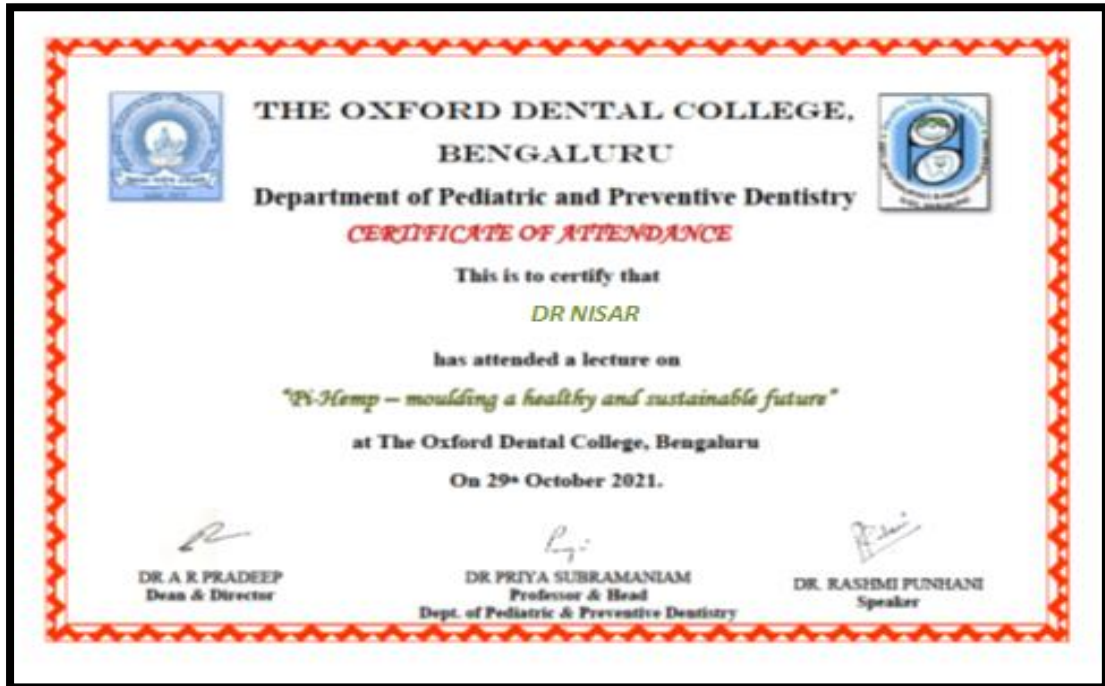 THE OXFORD DENTAL COLLEGE,
BENGALURU
Department of Pediatric and Preventive Dentistry
CERTIFICATE OF ATTENDANCE
This is to certify that
DR NISAR
has attended a lecture on
"Pi-Hemp – moulding a healthy and sustainable future"
at The Oxford Dental College, Bengaluru
On 29th October 2021.
DR A R PRADEEP
Dean & Director
DR PRIYA SUBRAMANIAM
Professor & Head
Dept. of Pediatric & Preventive Dentistry
DR. RASHMI PUNHANI
Speaker